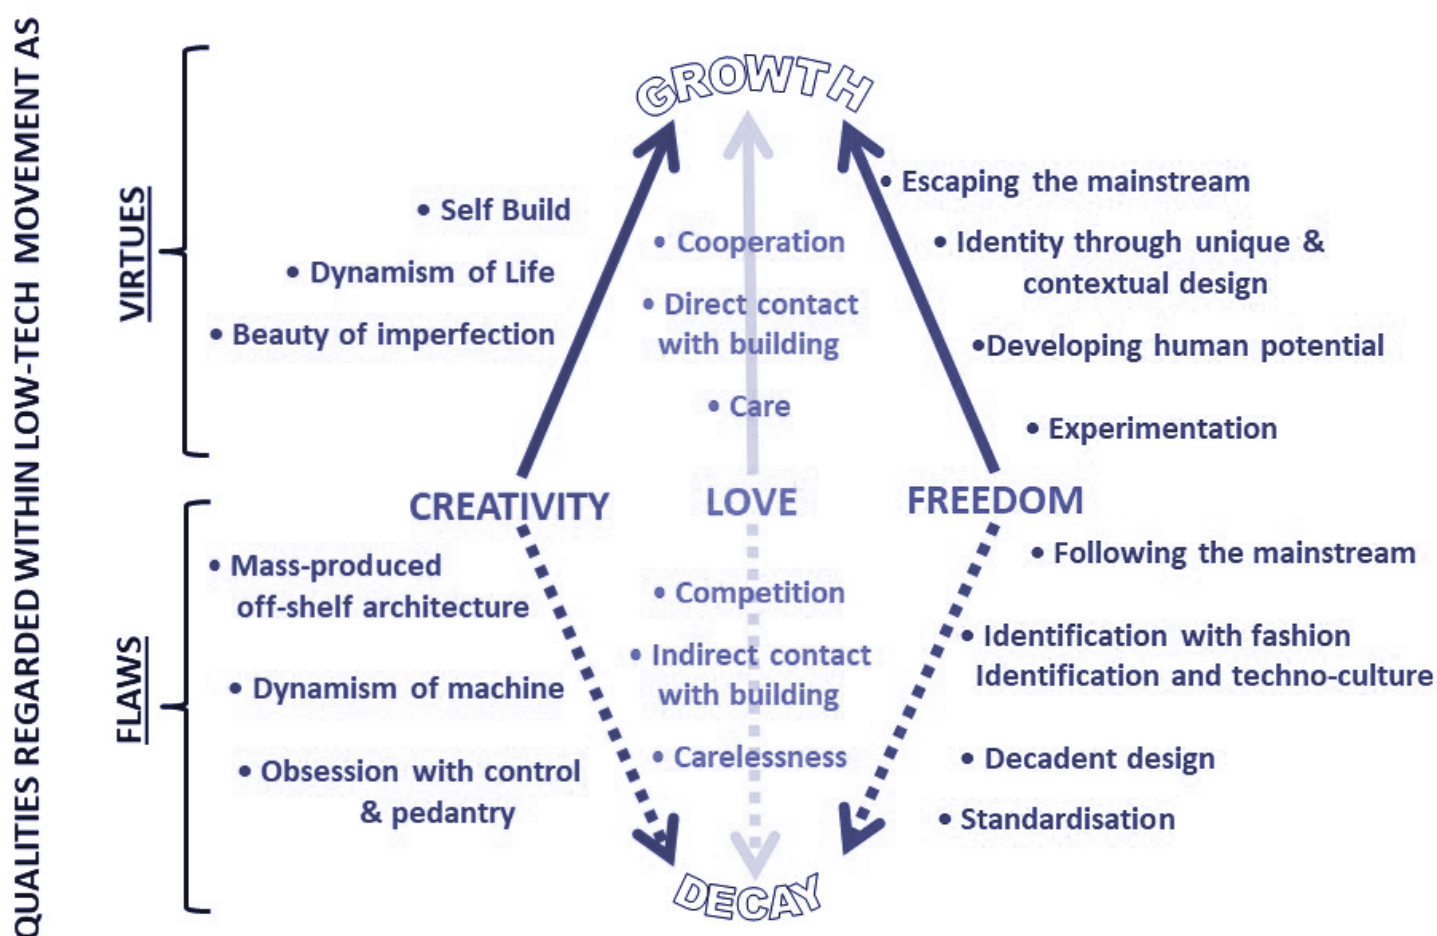 QUALITIES REGARDED WITHIN LOW-TECH MOVEMENT AS
VIRTUES
GROWTH
• Self Build
• Dynamism of Life
• Beauty of imperfection
• Cooperation
• Direct contact
with building
• Care
• Escaping the mainstream
• Identity through unique &
contextual design
•Developing human potential
• Experimentation
CREATIVITY
LOVE
FREEDOM
FLAWS
• Mass-produced
off-shelf architecture
• Dynamism of machine
• Obsession with control
& pedantry
• Competition
• Indirect contact
with building
• Carelessness
• Following the mainstream
• Identification with fashion
Identification and techno-culture
• Decadent design
• Standardisation
DECAY